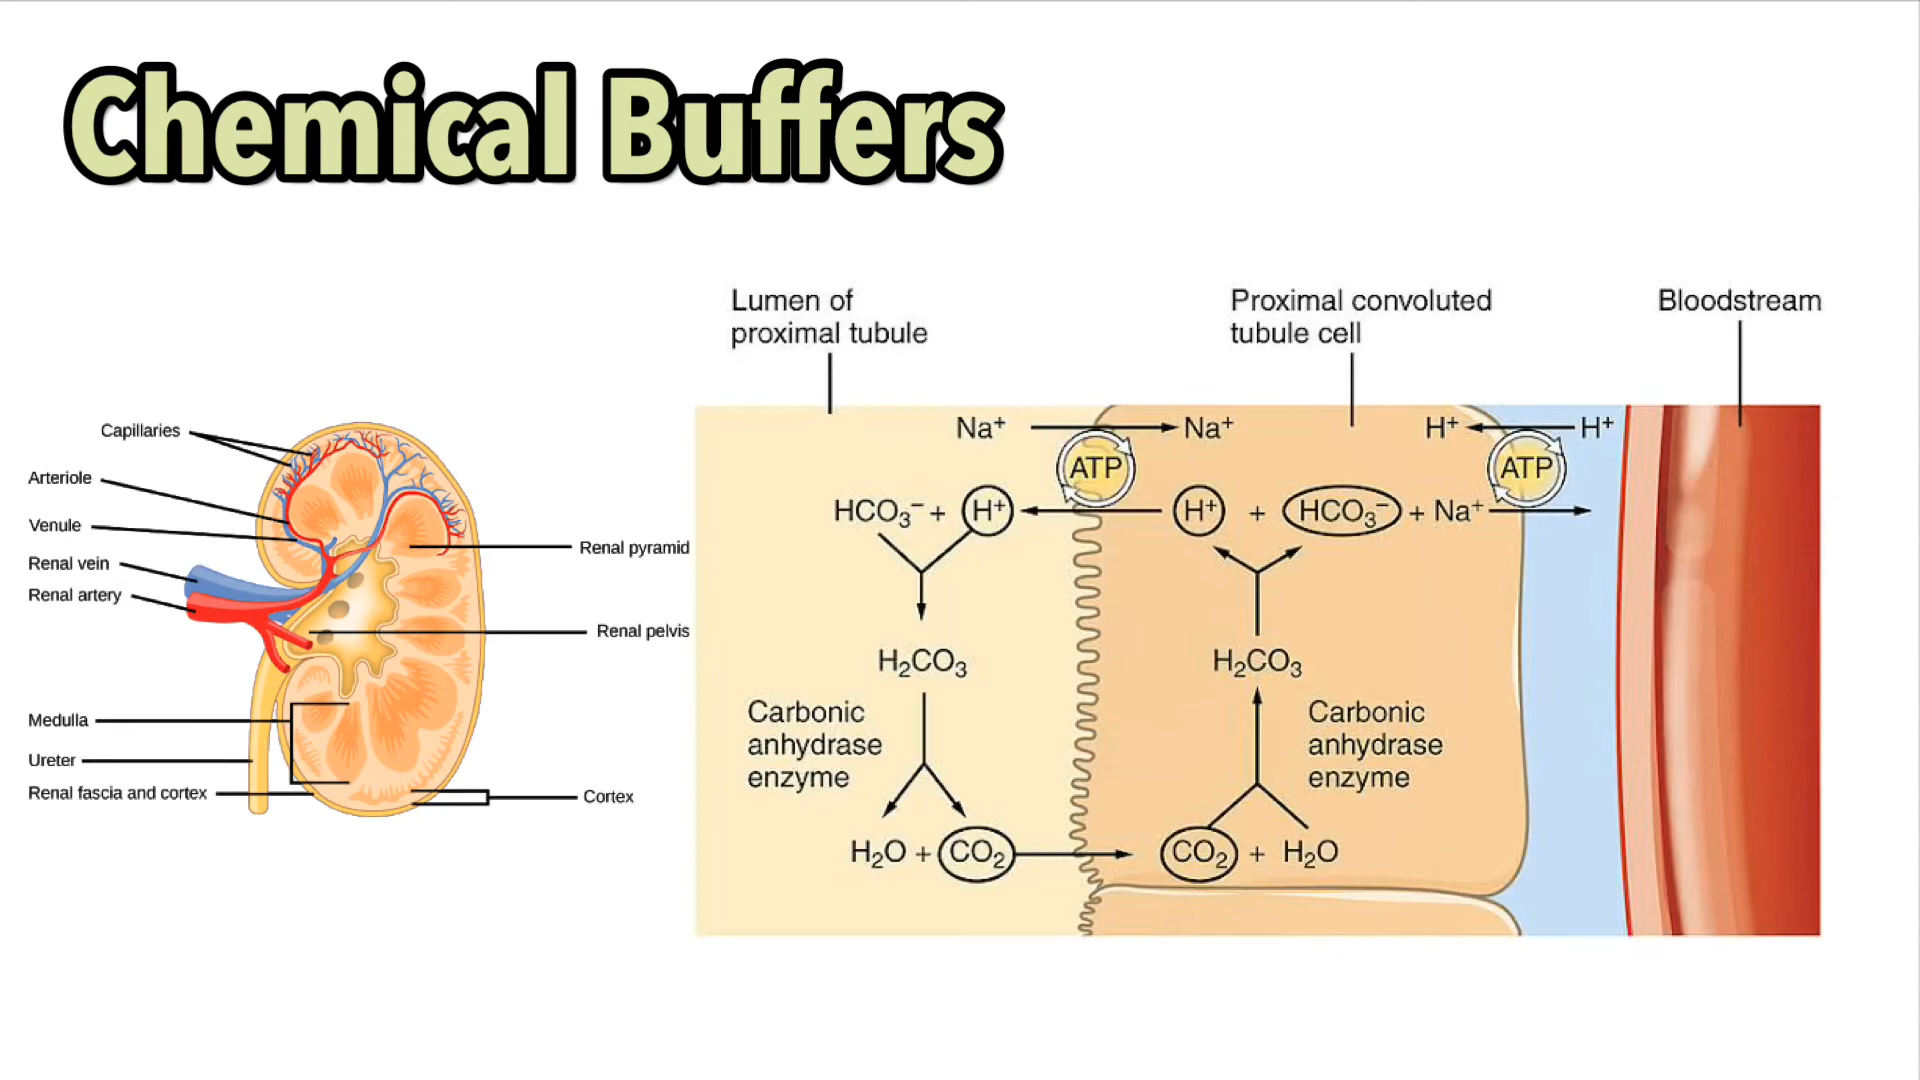 Chemical Buffers
Capillaries
Arteriole
Venule
Renal vein
Renal artery
Medulla
Ureter
Renal fascia and cortex
Renal pyramid
Renal pelvis
Cortex
Lumen of
proximal tubule
Proximal convoluted
tubule cell
Bloodstream
Na⁺ Na⁺ H⁺ H⁺
ATP ATP
HCO₃⁻ + H⁺ H⁺ + HCO₃⁻ + Na⁺
H₂CO₃ H₂CO₃
Carbonic
anhydrase
enzyme
Carbonic
anhydrase
enzyme
H₂O + CO₂ CO₂ + H₂O